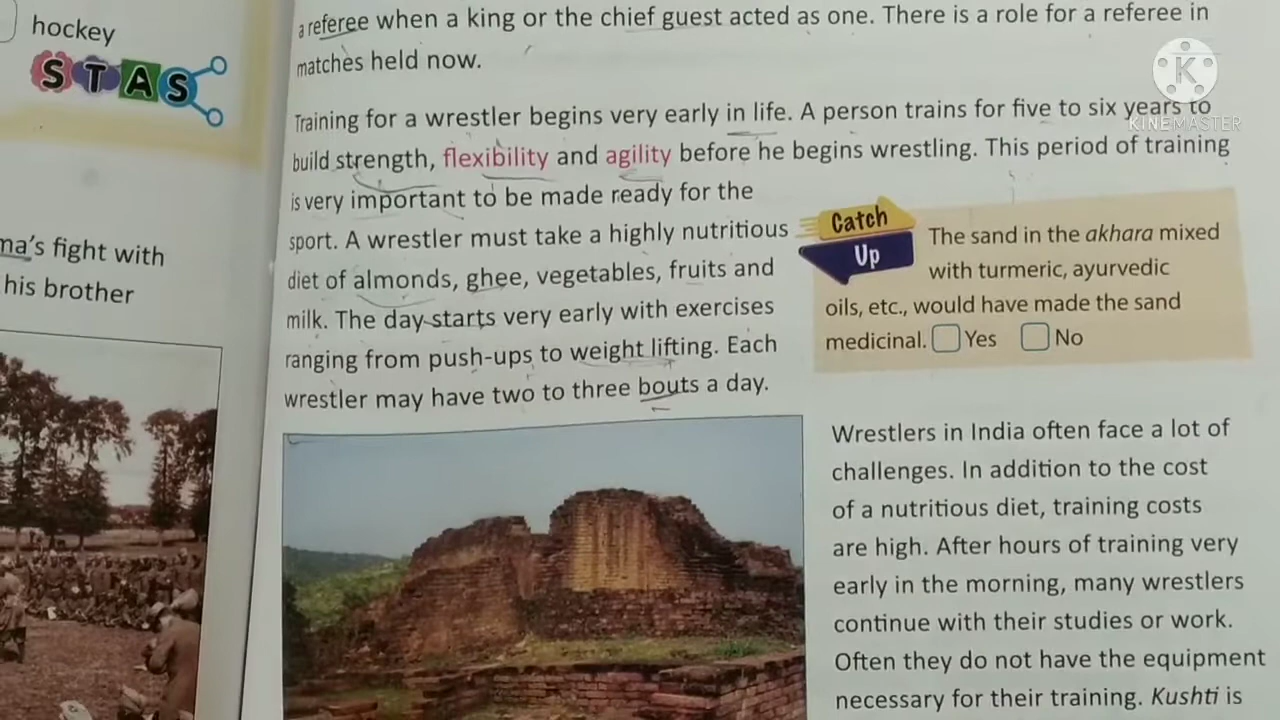 hockey
STAS
ma's fight with
his brother
a referee when a king or the chief guest acted as one. There is a role for a referee in
matches held now.
Training for a wrestler begins very early in life. A person trains for five to six years to
build strength, flexibility and agility before he begins wrestling. This period of training
is very important to be made ready for the
sport. A wrestler must take a highly nutritious
diet of almonds, ghee, vegetables, fruits and
milk. The day starts very early with exercises
ranging from push-ups to weight lifting. Each
wrestler may have two to three bouts a day.
Catch
Up
The sand in the akhara mixed
with turmeric, ayurvedic
oils, etc., would have made the sand
medicinal. Yes No
Wrestlers in India often face a lot of
challenges. In addition to the cost
of a nutritious diet, training costs
are high. After hours of training very
early in the morning, many wrestlers
continue with their studies or work.
Often they do not have the equipment
necessary for their training. Kushti is
K
KINEMASTER